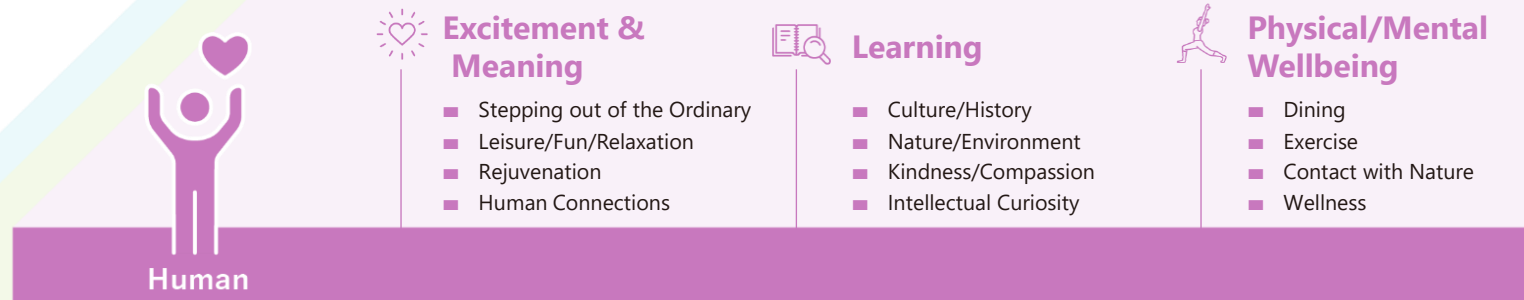 Excitement &
Meaning
Stepping out of the Ordinary
Leisure/Fun/Relaxation
Rejuvenation
Human Connections
Learning
Culture/History
Nature/Environment
Kindness/Compassion
Intellectual Curiosity
Physical/Mental
Wellbeing
Dining
Exercise
Contact with Nature
Wellness
Human